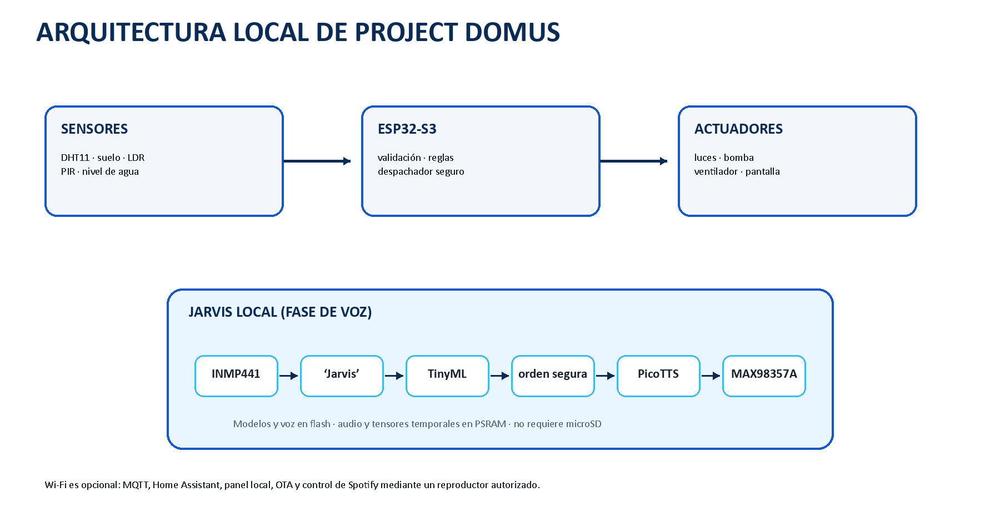 ARQUITECTURA LOCAL DE PROJECT DOMUS
SENSORES
DHT11 · suelo · LDR
PIR · nivel de agua
ESP32-S3
validación · reglas
despachador seguro
ACTUADORES
luces · bomba
ventilador · pantalla
JARVIS LOCAL (FASE DE VOZ)
INMP441
‘Jarvis’
TinyML
orden segura
PicoTTS
MAX98357A
Modelos y voz en flash · audio y tensores temporales en PSRAM · no requiere microSD
Wi-Fi es opcional: MQTT, Home Assistant, panel local, OTA y control de Spotify mediante un reproductor autorizado.